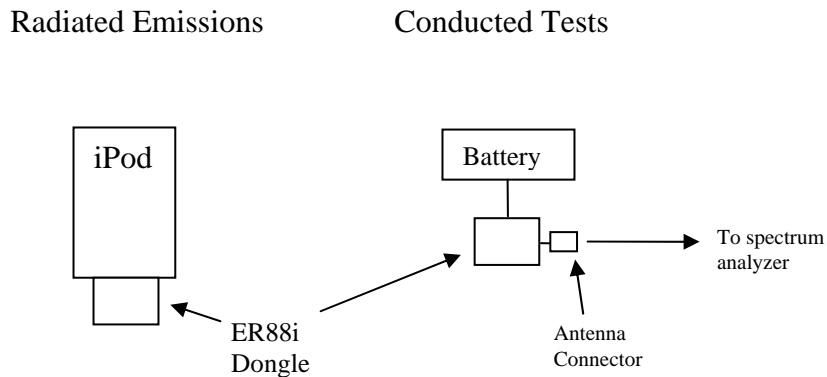 Radiated Emissions
Conducted Tests
iPod
Battery
To spectrum
analyzer
ER88i
Dongle
Antenna
Connector